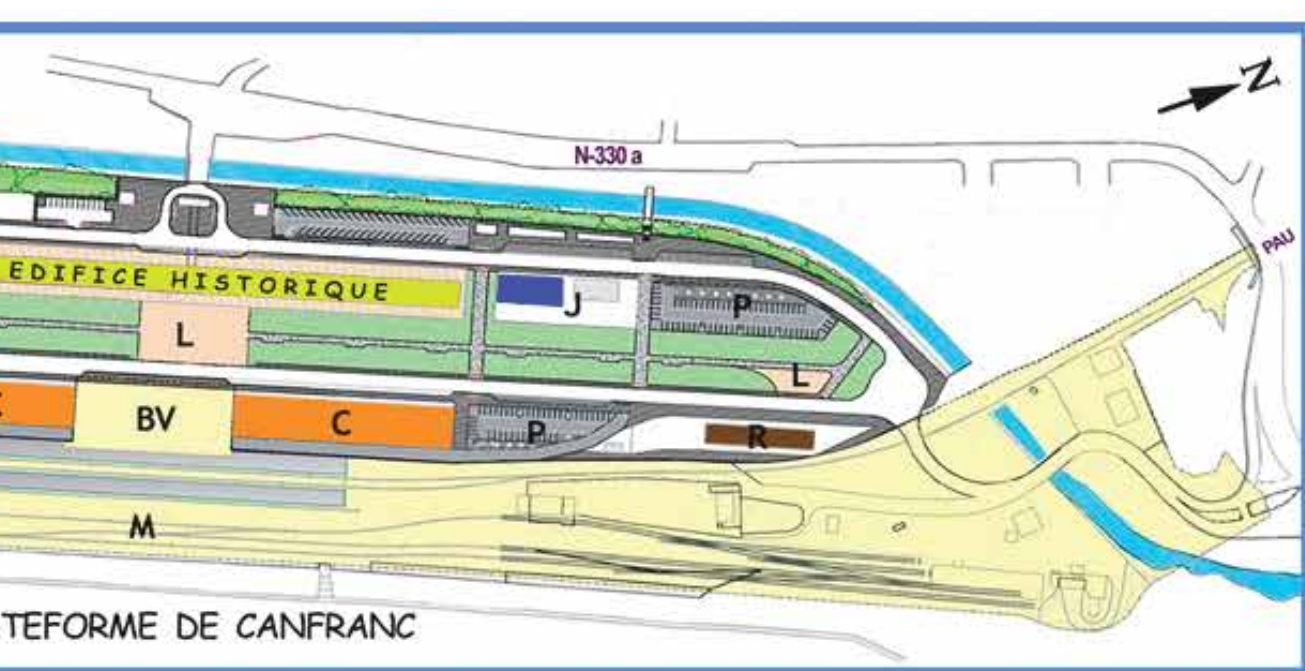 N
N-330 a
PAU
EDIFICE HISTORIQUE
J
P
L
L
BV
C
P
R
M
TEFORME DE CANFRANC